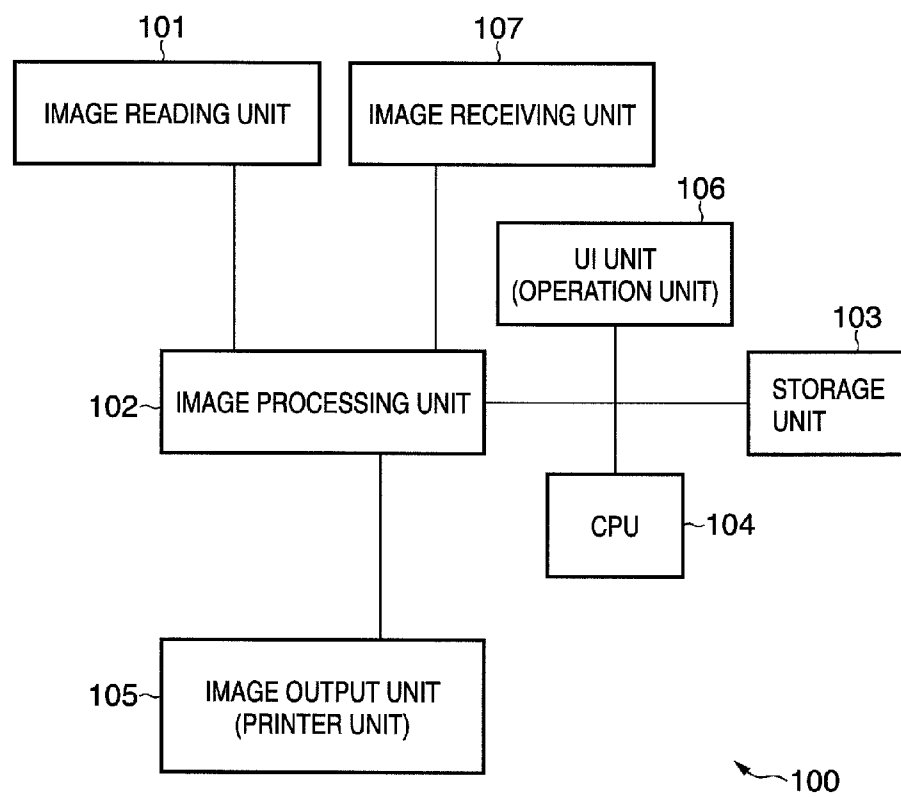 101
107
IMAGE READING UNIT
IMAGE RECEIVING UNIT
106
UI UNIT
(OPERATION UNIT)
103
102
IMAGE PROCESSING UNIT
STORAGE
UNIT
CPU
104
105
IMAGE OUTPUT UNIT
(PRINTER UNIT)
100